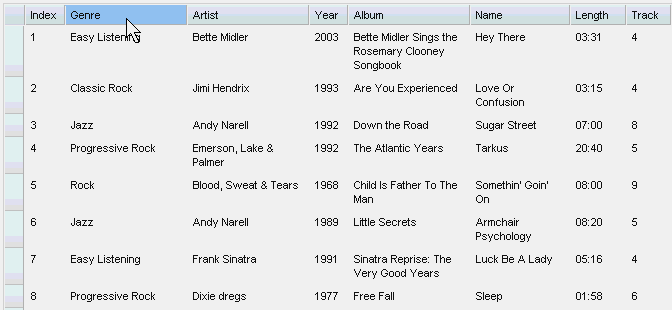 Index Genre Artist Year Album Name Length Track
1 Easy Listening Bette Midler 2003 Bette Midler Sings the Hey There 03:31 4
Rosemary Clooney
Songbook
2 Classic Rock Jimi Hendrix 1993 Are You Experienced Love Or 03:15 4
Confusion
3 Jazz Andy Narell 1992 Down the Road Sugar Street 07:00 8
4 Progressive Rock Emerson, Lake & 1992 The Atlantic Years Tarkus 20:40 5
Palmer
5 Rock Blood, Sweat & Tears 1968 Child Is Father To The Somethin' Goin' 08:00 9
Man On
6 Jazz Andy Narell 1989 Little Secrets Armchair 08:20 5
Psychology
7 Easy Listening Frank Sinatra 1991 Sinatra Reprise: The Luck Be A Lady 05:16 4
Very Good Years
8 Progressive Rock Dixie dregs 1977 Free Fall Sleep 01:58 6